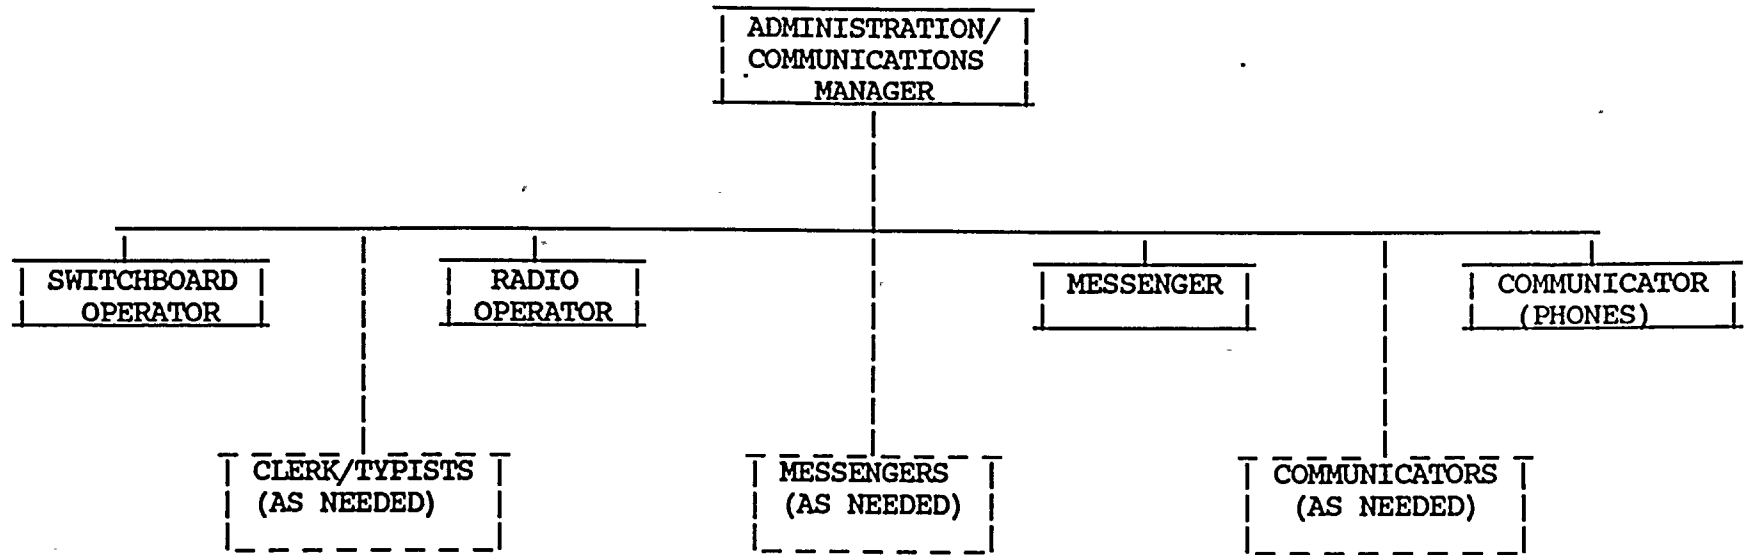 ADMINISTRATION/
COMMUNICATIONS
MANAGER
SWITCHBOARD
OPERATOR
RADIO
OPERATOR
MESSENGER
COMMUNICATOR
(PHONES)
CLERK/TYPISTS
(AS NEEDED)
MESSENGERS
(AS NEEDED)
COMMUNICATORS
(AS NEEDED)